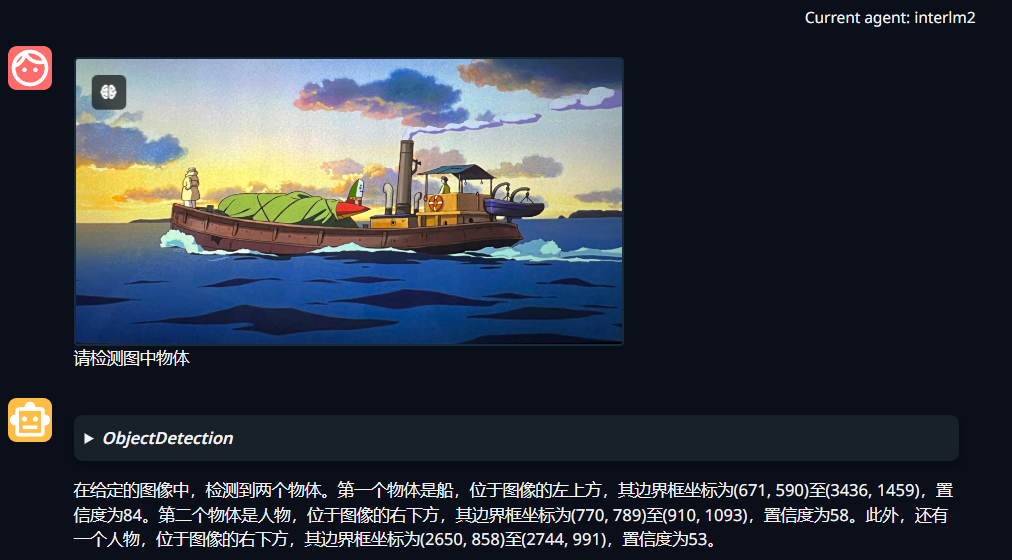 Current agent: interlm2
请检测图中物体
▶ ObjectDetection
在给定的图像中，检测到两个物体。第一个物体是船，位于图像的左上方，其边界框坐标为(671, 590)至(3436, 1459)，置
信度为84。第二个物体是人物，位于图像的右下方，其边界框坐标为(770, 789)至(910, 1093)，置信度为58。此外，还有
一个人物，位于图像的右下方，其边界框坐标为(2650, 858)至(2744, 991)，置信度为53。